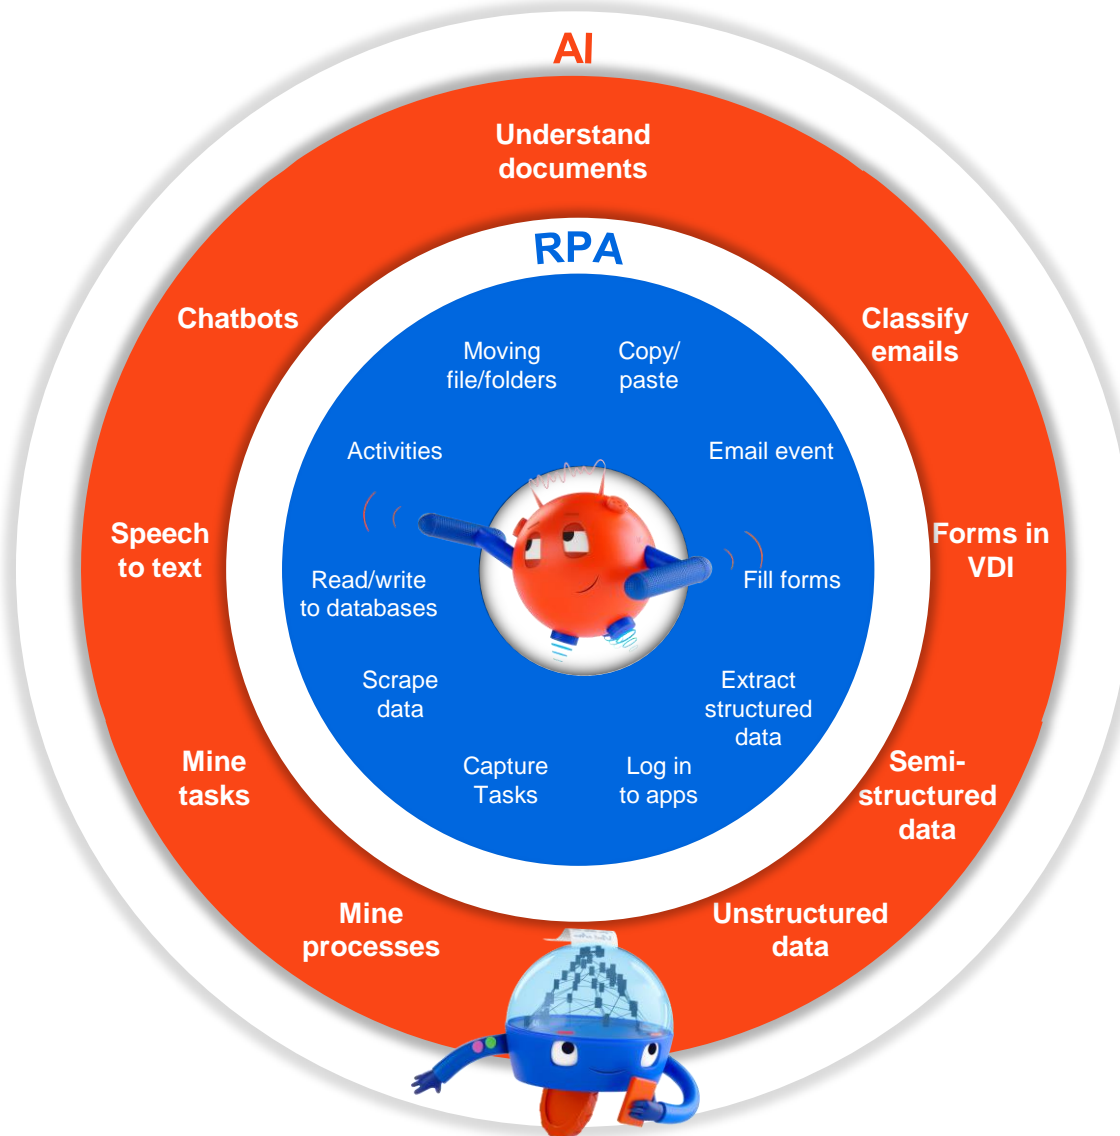 AI
Understand
documents
RPA
Chatbots
Classify
emails
Moving
file/folders
Copy/
paste
Activities
Email event
Speech
to text
Forms in
VDI
Read/write
to databases
Fill forms
Scrape
data
Extract
structured
data
Mine
tasks
Capture
Tasks
Log in
to apps
Semi-
structured
data
Mine
processes
Unstructured
data